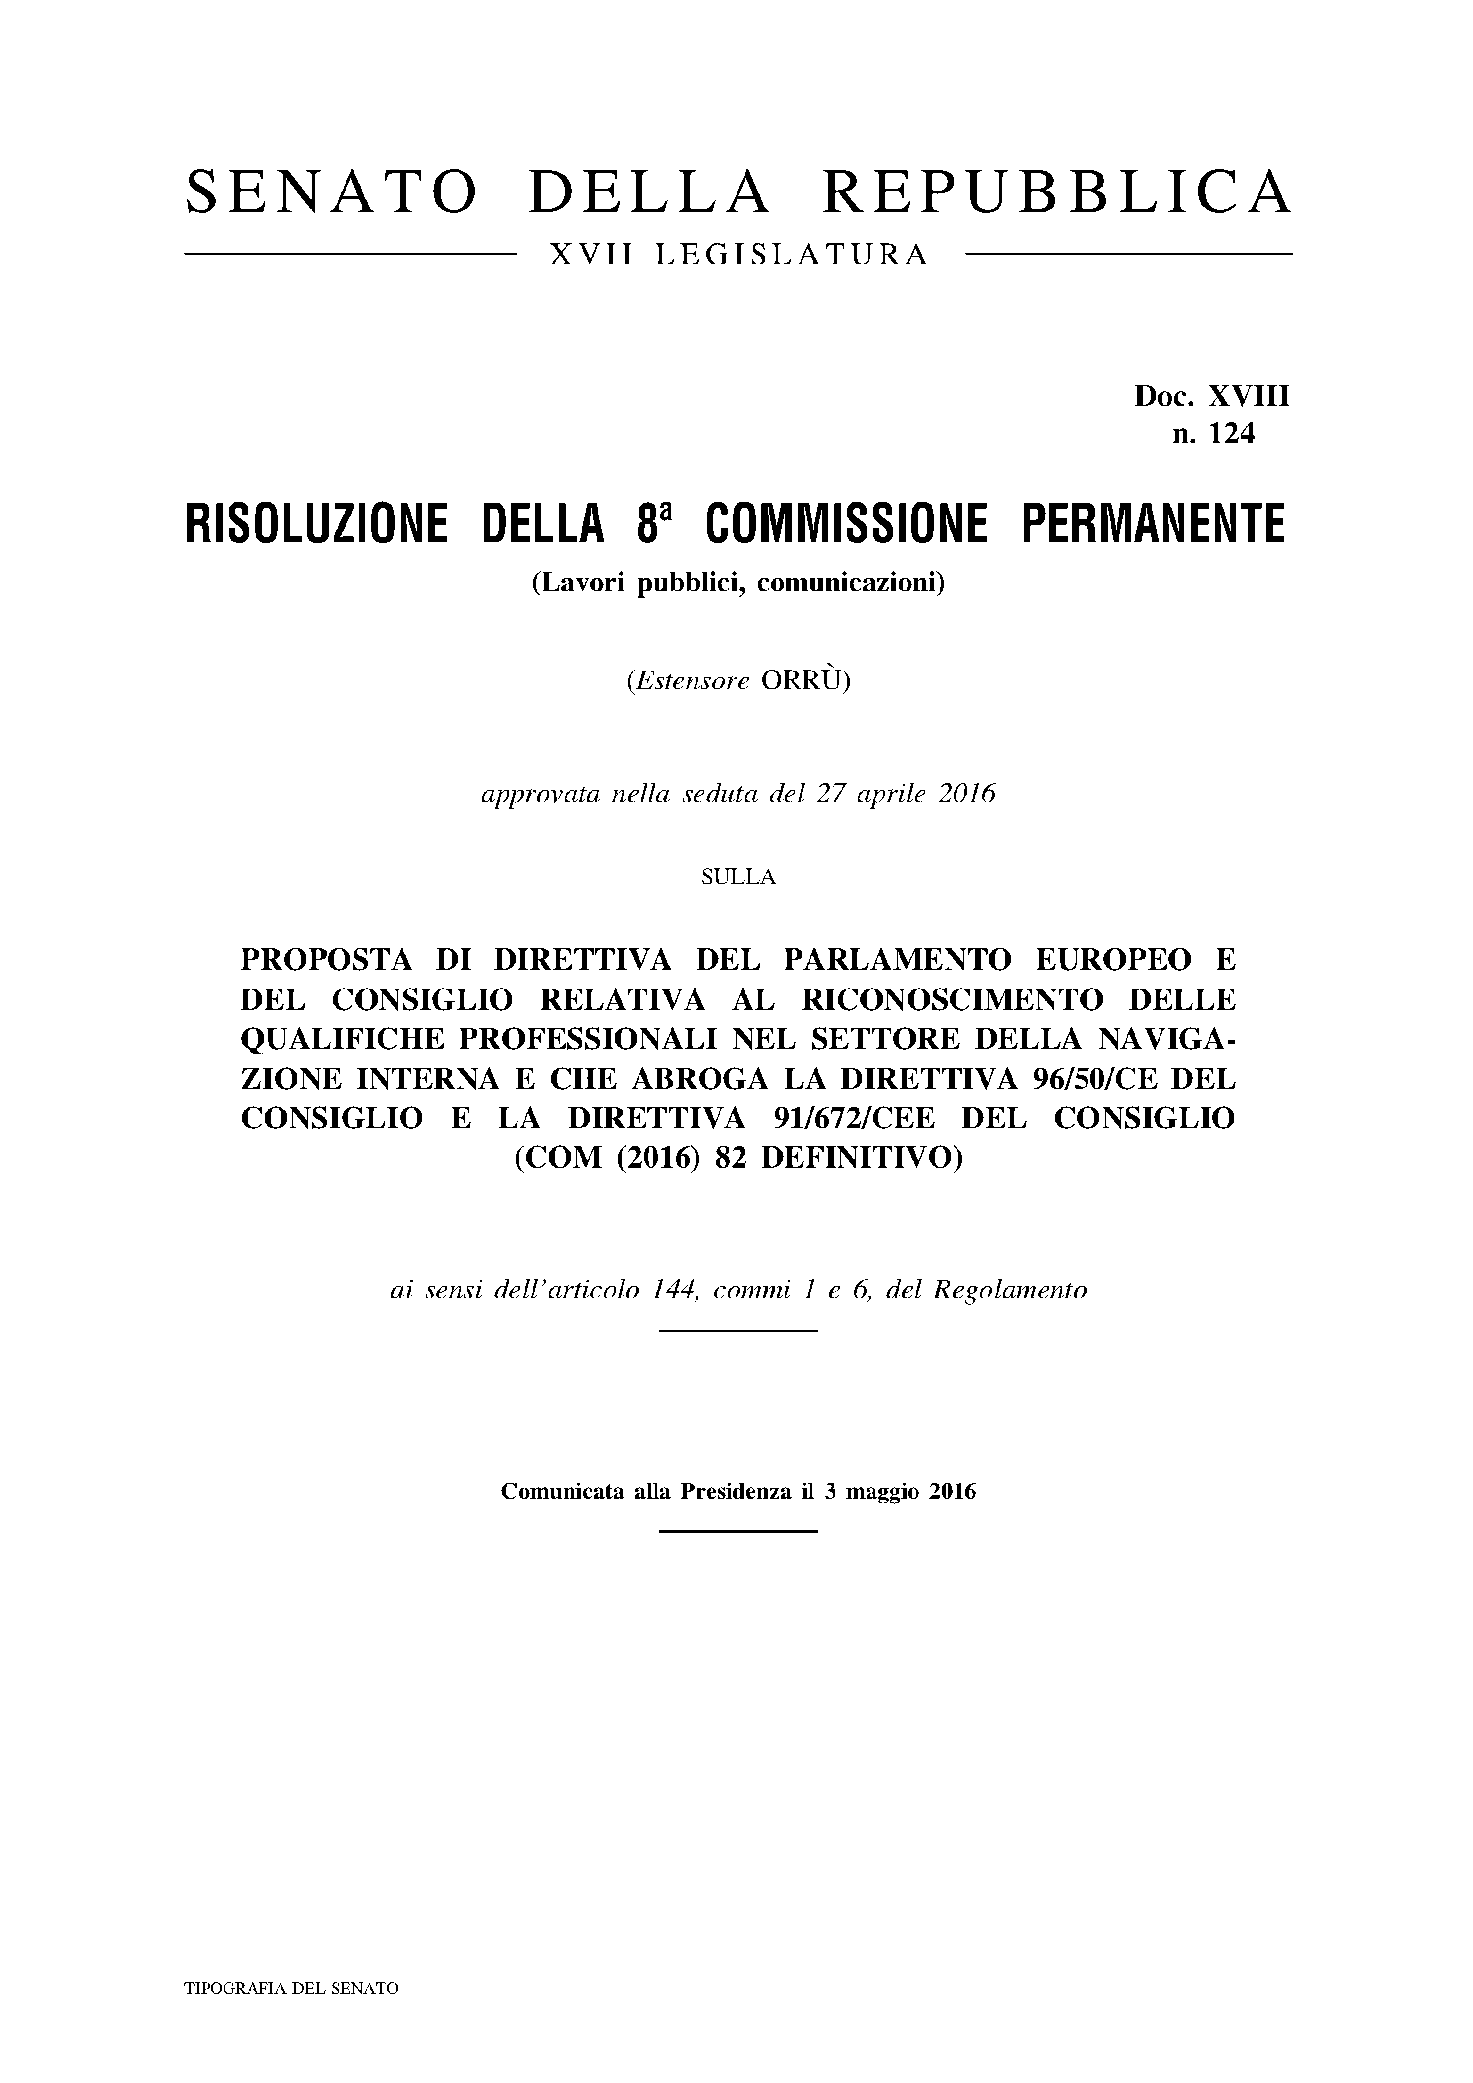 SENATO DELLA REPUBBLICA
XVII LEGISLATURA
Doc. XVIII
n. 124
RISOLUZIONE DELLA 8ª COMMISSIONE PERMANENTE
(Lavori pubblici, comunicazioni)
(Estensore ORRÙ)
approvata nella seduta del 27 aprile 2016
SULLA
PROPOSTA DI DIRETTIVA DEL PARLAMENTO EUROPEO E
DEL CONSIGLIO RELATIVA AL RICONOSCIMENTO DELLE
QUALIFICHE PROFESSIONALI NEL SETTORE DELLA NAVIGA-
ZIONE INTERNA E CHE ABROGA LA DIRETTIVA 96/50/CE DEL
CONSIGLIO E LA DIRETTIVA 91/672/CEE DEL CONSIGLIO
(COM (2016) 82 DEFINITIVO)
ai sensi dell'articolo 144, commi 1 e 6, del Regolamento
Comunicata alla Presidenza il 3 maggio 2016
TIPOGRAFIA DEL SENATO